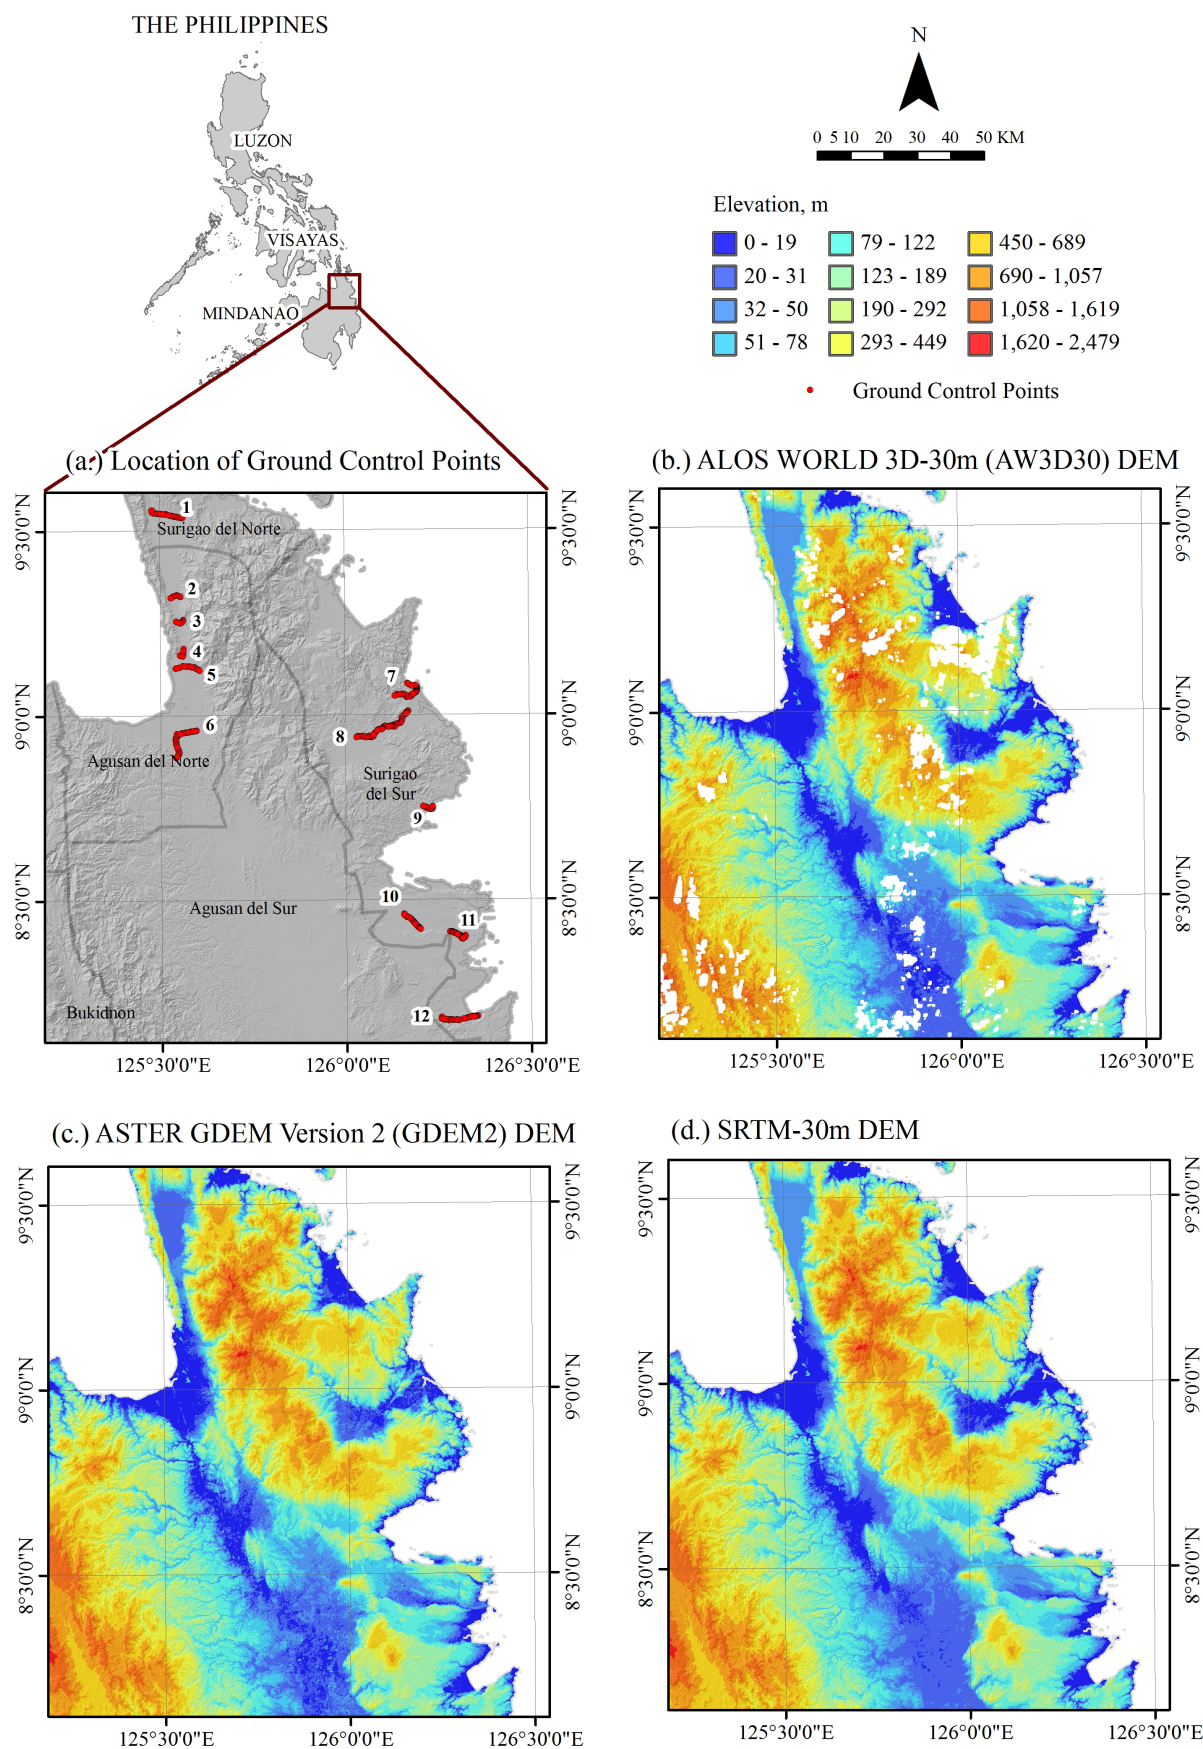 THE PHILIPPINES
LUZON
VISAYAS
MINDANAO
N
0 5 10 20 30 40 50 KM
Elevation, m
0 - 19
79 - 122
450 - 689
20 - 31
123 - 189
690 - 1,057
32 - 50
190 - 292
1,058 - 1,619
51 - 78
293 - 449
1,620 - 2,479
Ground Control Points
(a.) Location of Ground Control Points
9°30'0"N
9°0'0"N
8°30'0"N
1
Surigao del Norte
2
3
4
5
6
7
8
Agusan del Norte
Surigao
del Sur
9
10
Agusan del Sur
11
Bukidnon
12
9°30'0"N
9°0'0"N
8°30'0"N
125°30'0"E
126°0'0"E
126°30'0"E
(b.) ALOS WORLD 3D-30m (AW3D30) DEM
9°30'0"N
9°0'0"N
8°30'0"N
9°30'0"N
9°0'0"N
8°30'0"N
125°30'0"E
126°0'0"E
126°30'0"E
(c.) ASTER GDEM Version 2 (GDEM2) DEM
9°30'0"N
9°0'0"N
8°30'0"N
9°30'0"N
9°0'0"N
8°30'0"N
125°30'0"E
126°0'0"E
126°30'0"E
(d.) SRTM-30m DEM
9°30'0"N
9°0'0"N
8°30'0"N
9°30'0"N
9°0'0"N
8°30'0"N
125°30'0"E
126°0'0"E
126°30'0"E